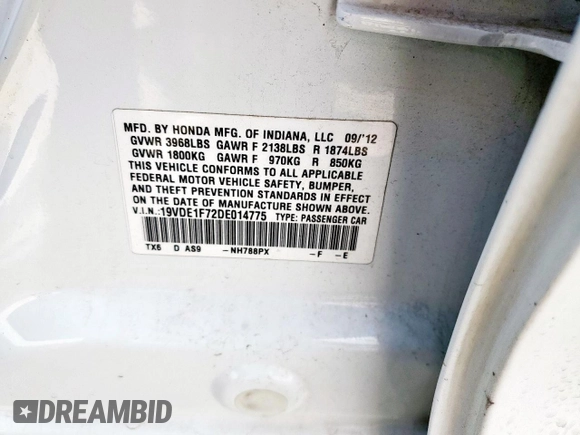 MFD. BY HONDA MFG. OF INDIANA, LLC 09/'12
GVWR 3968LBS GAWR F 2138LBS R 1874LBS
GVWR 1800KG GAWR F 970KG R 850KG
THIS VEHICLE CONFORMS TO ALL APPLICABLE
FEDERAL MOTOR VEHICLE SAFETY, BUMPER,
AND THEFT PREVENTION STANDARDS IN EFFECT
ON THE DATE OF MANUFACTURE SHOWN ABOVE.
V.I.N.: 19VDE1F72DE014775 TYPE: PASSENGER CAR
TX6 D AS9 -NH788PX -F -E
DREAMBID